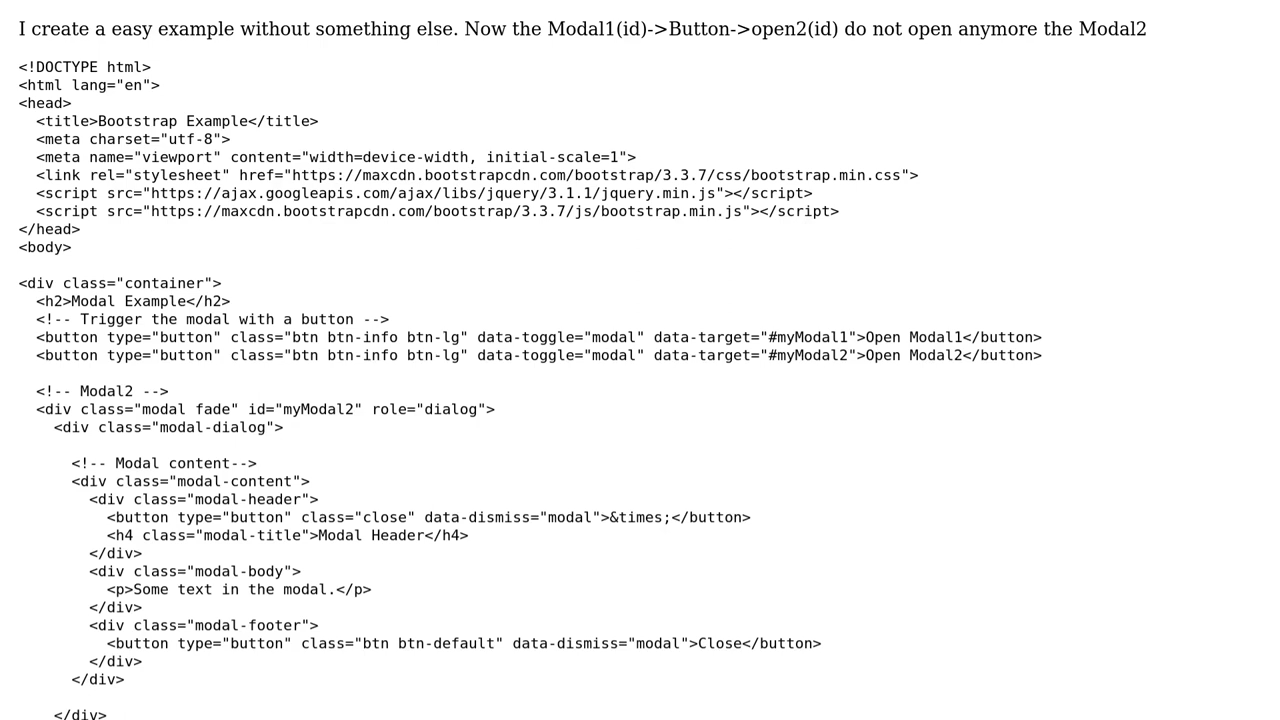 I create a easy example without something else. Now the Modal1(id)->Button->open2(id) do not open anymore the Modal2
<!DOCTYPE html>
<html lang="en">
<head>
  <title>Bootstrap Example</title>
  <meta charset="utf-8">
  <meta name="viewport" content="width=device-width, initial-scale=1">
  <link rel="stylesheet" href="https://maxcdn.bootstrapcdn.com/bootstrap/3.3.7/css/bootstrap.min.css">
  <script src="https://ajax.googleapis.com/ajax/libs/jquery/3.1.1/jquery.min.js"></script>
  <script src="https://maxcdn.bootstrapcdn.com/bootstrap/3.3.7/js/bootstrap.min.js"></script>
</head>
<body>

<div class="container">
  <h2>Modal Example</h2>
  <!-- Trigger the modal with a button -->
  <button type="button" class="btn btn-info btn-lg" data-toggle="modal" data-target="#myModal1">Open Modal1</button>
  <button type="button" class="btn btn-info btn-lg" data-toggle="modal" data-target="#myModal2">Open Modal2</button>

  <!-- Modal2 -->
  <div class="modal fade" id="myModal2" role="dialog">
    <div class="modal-dialog">

      <!-- Modal content-->
      <div class="modal-content">
        <div class="modal-header">
          <button type="button" class="close" data-dismiss="modal">&times;</button>
          <h4 class="modal-title">Modal Header</h4>
        </div>
        <div class="modal-body">
          <p>Some text in the modal.</p>
        </div>
        <div class="modal-footer">
          <button type="button" class="btn btn-default" data-dismiss="modal">Close</button>
        </div>
      </div>

    </div>